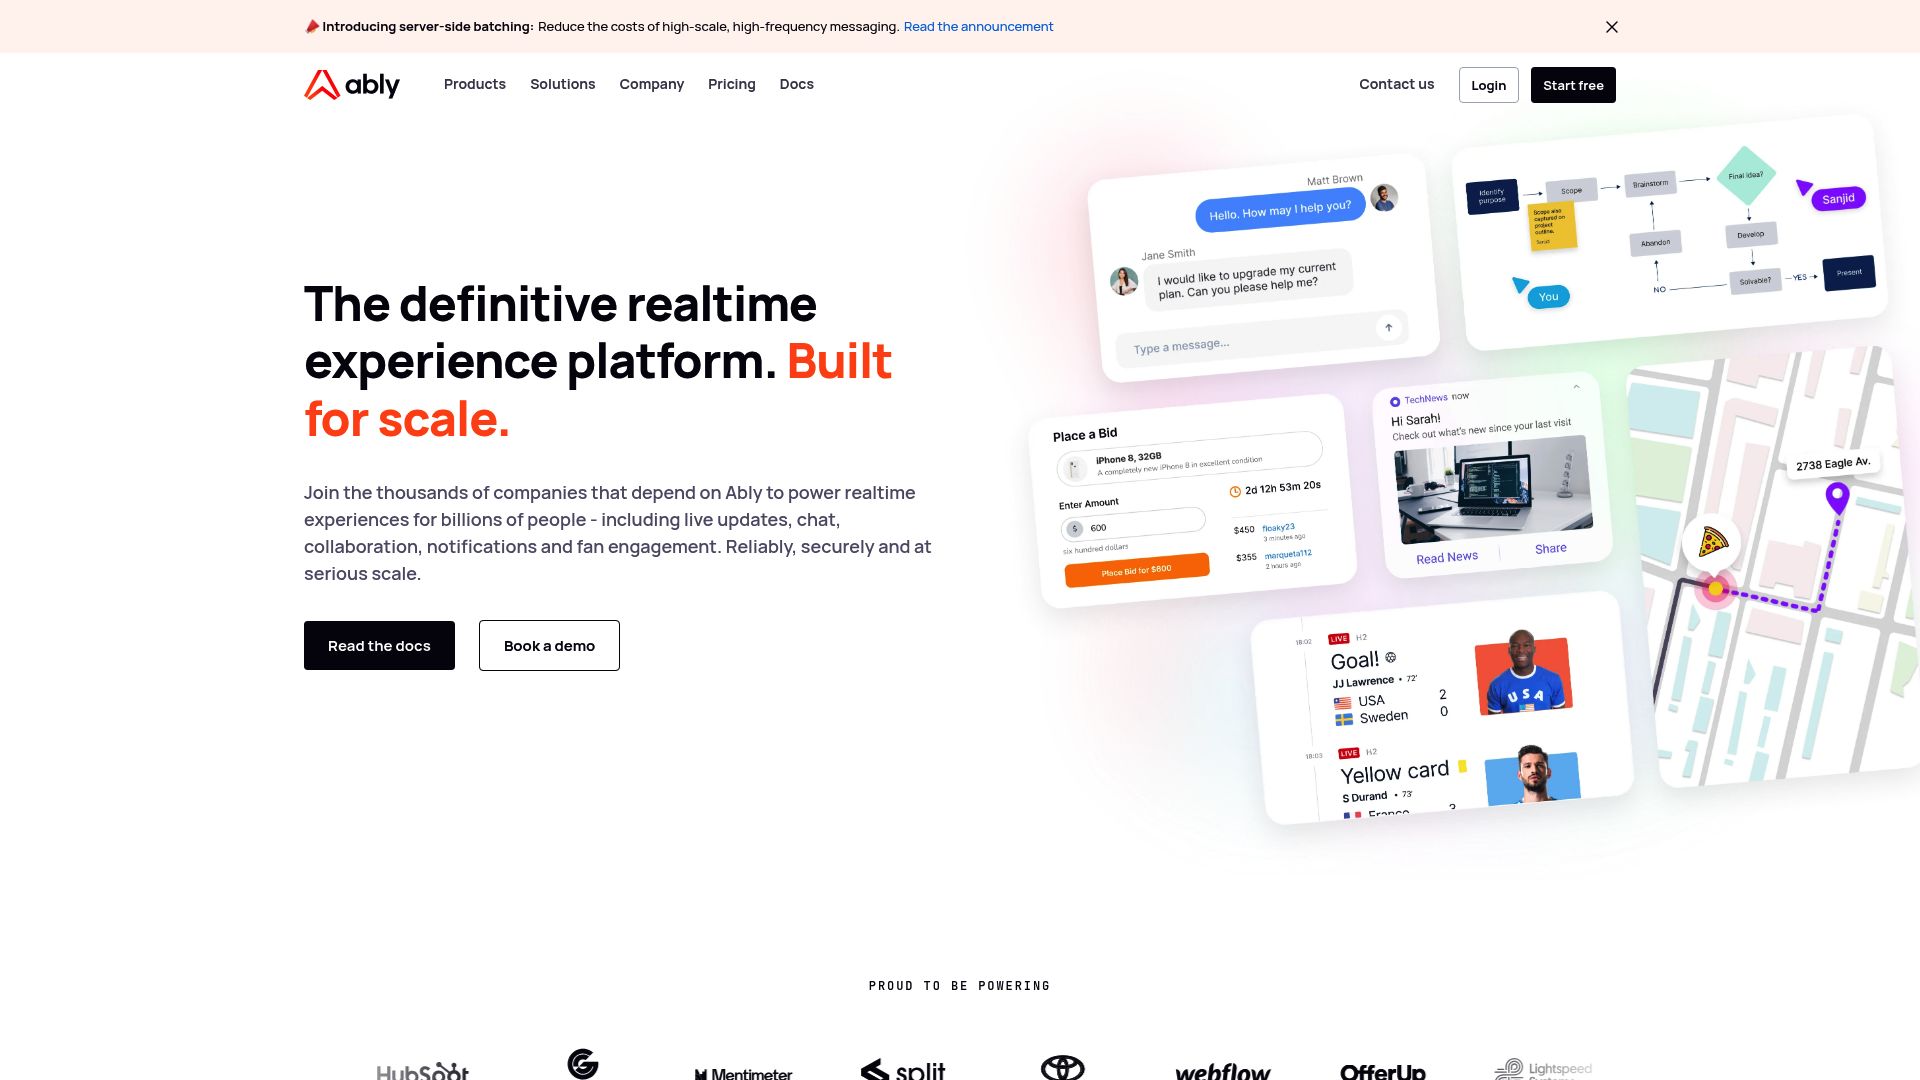 Introducing server-side batching: Reduce the costs of high-scale, high-frequency messaging. Read the announcement
ably
Products Solutions Company Pricing Docs
Contact us Login Start free
The definitive realtime
experience platform. Built
for scale.
Join the thousands of companies that depend on Ably to power realtime
experiences for billions of people - including live updates, chat,
collaboration, notifications and fan engagement. Reliably, securely and at
serious scale.
Read the docs Book a demo
Matt Brown
Hello. How may I help you?
Jane Smith
I would like to upgrade my current
plan. Can you please help me?
Type a message...
Identify
purpose
Scope
Brainstorm
Final idea?
Sanjid
Scope also
captured on
project
outline.
Sanjid
Abandon
Develop
You
NO
Solvable?
YES
Present
Place a Bid
iPhone 8, 32GB
A completely new iPhone 8 in excellent condition
Enter Amount
$ 600
six hundred dollars
Place Bid for $600
2d 12h 53m 20s
$450 floaky23
3 minutes ago
$355 marqueta112
2 hours ago
TechNews now
Hi Sarah!
Check out what's new since your last visit
Read News Share
2738 Eagle Av.
18:02 LIVE H2
Goal!
JJ Lawrence • 72'
USA 2
Sweden 0
USA
18:03 LIVE H2
Yellow card
S Durand • 73'
France 3
PROUD TO BE POWERING
HubSpot
Mentimeter
split
webflow
OfferUp
Lightspeed
Systems